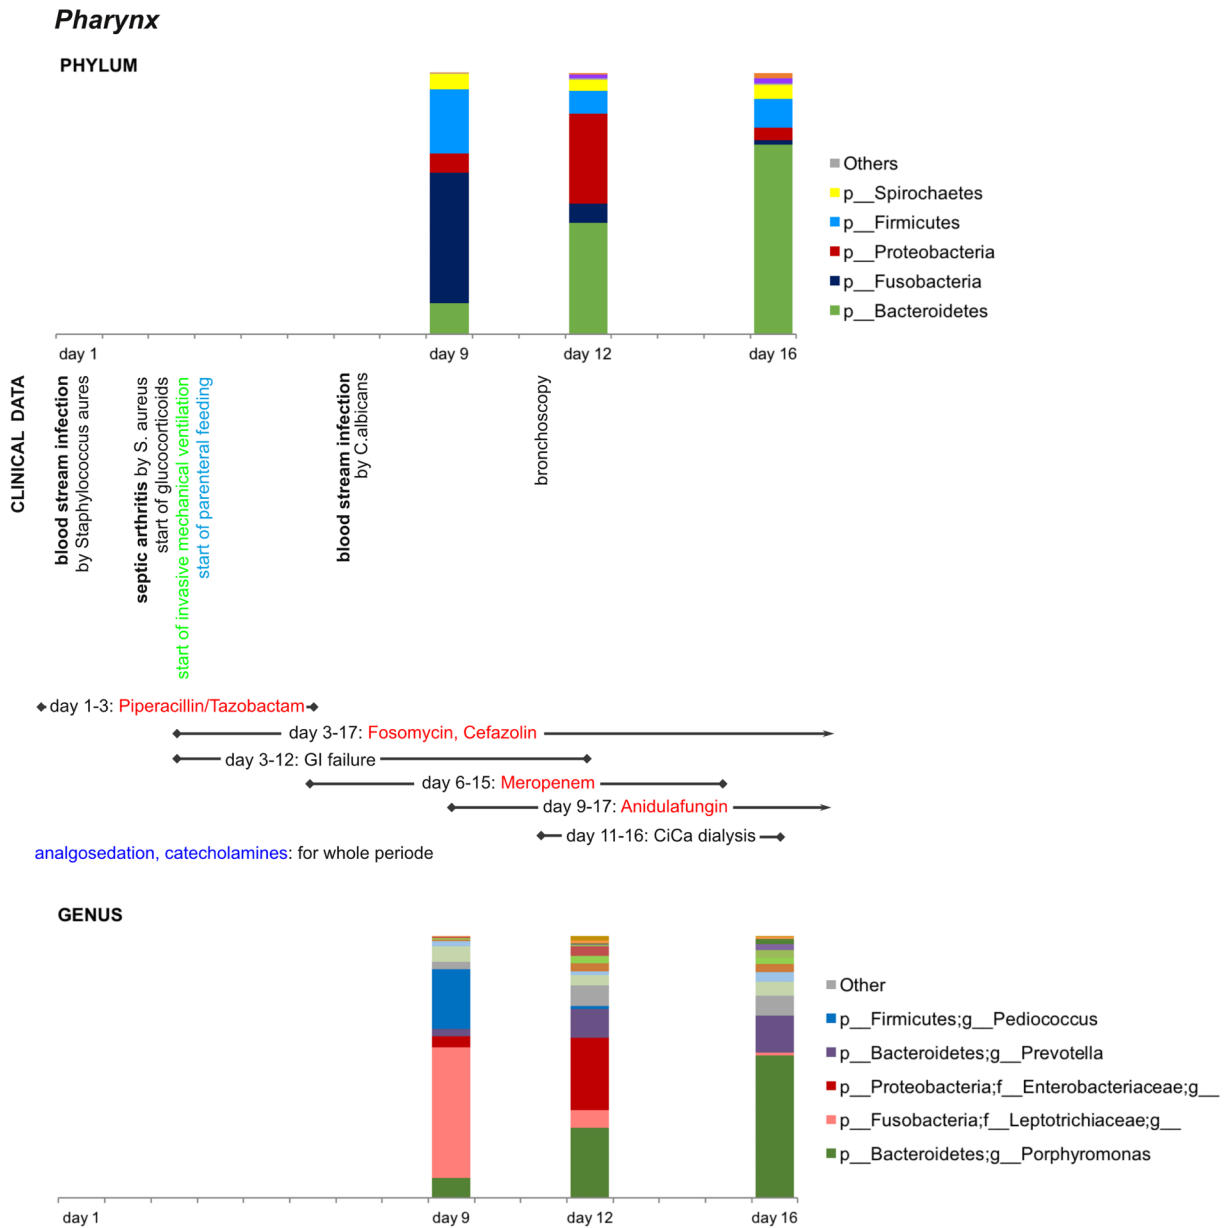 Pharynx
PHYLUM
Others
p__Spirochaetes
p__Firmicutes
p__Proteobacteria
p__Fusobacteria
p__Bacteroidetes
day 1
day 9
day 12
day 16
CLINICAL DATA
blood stream infection
by Staphylococcus aures
septic arthritis by S. aureus
start of glucocorticoids
start of invasive mechanical ventilation
start of parenteral feeding
blood stream infection
by C.albicans
bronchoscopy
day 1-3: Piperacillin/Tazobactam
day 3-17: Fosomycin, Cefazolin
day 3-12: GI failure
day 6-15: Meropenem
day 9-17: Anidulafungin
day 11-16: CiCa dialysis
analgosedation, catecholamines: for whole periode
GENUS
Other
p__Firmicutes;g__Pediococcus
p__Bacteroidetes;g__Prevotella
p__Proteobacteria;f__Enterobacteriaceae;g__
p__Fusobacteria;f__Leptotrichiaceae;g__
p__Bacteroidetes;g__Porphyromonas
day 1
day 9
day 12
day 16